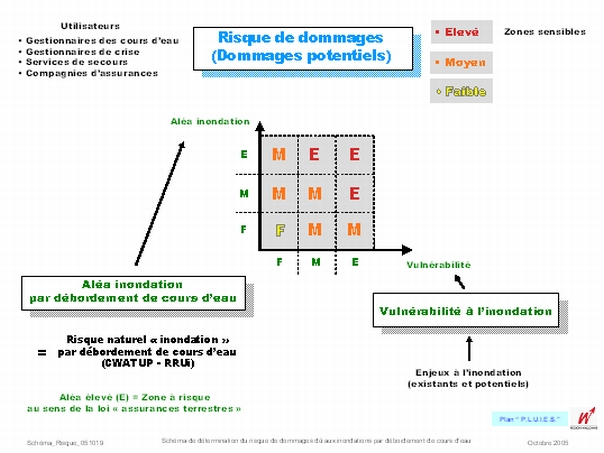 Utilisateurs
• Gestionnaires des cours d'eau
• Gestionnaires de crise
• Services de secours
• Compagnies d'assurances
Risque de dommages
(Dommages potentiels)
• Elevé
• Moyen
• Faible
Zones sensibles
Aléa inondation
E M E E
M M M E
F F M M
F M E
Vulnérabilité
Aléa inondation
par débordement de cours d'eau
Vulnérabilité à l'inondation
= Risque naturel « inondation »
par débordement de cours d'eau
(CWATUP - RRUi)
Enjeux à l'inondation
(existants et potentiels)
Aléa élevé (E) = Zone à risque
au sens de la loi « assurances terrestres »
Plan " P.L.U.I.E.S."
REGION WALLONNE
Schéma_Risque_051019
Schéma de détermination du risque de dommages dû aux inondations par débordement de cours d'eau
Octobre 2005